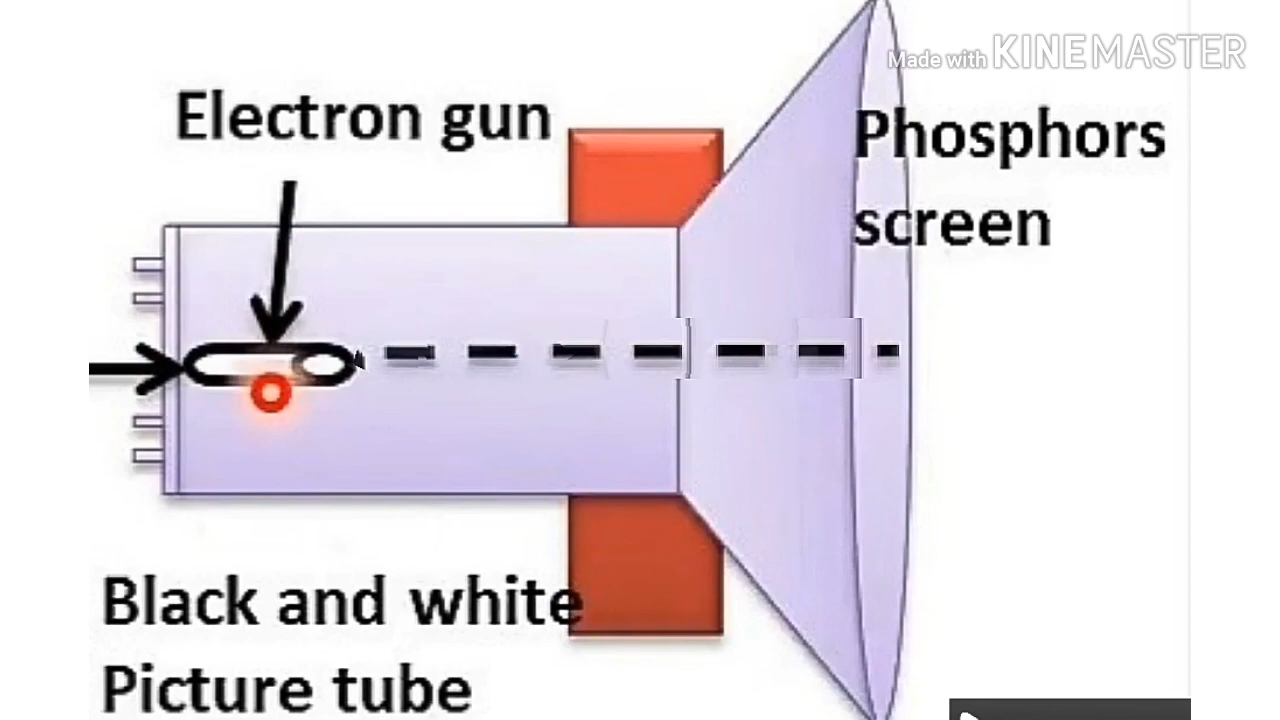 Made with KINEMASTER
Electron gun
Phosphors
screen
Black and white
Picture tube